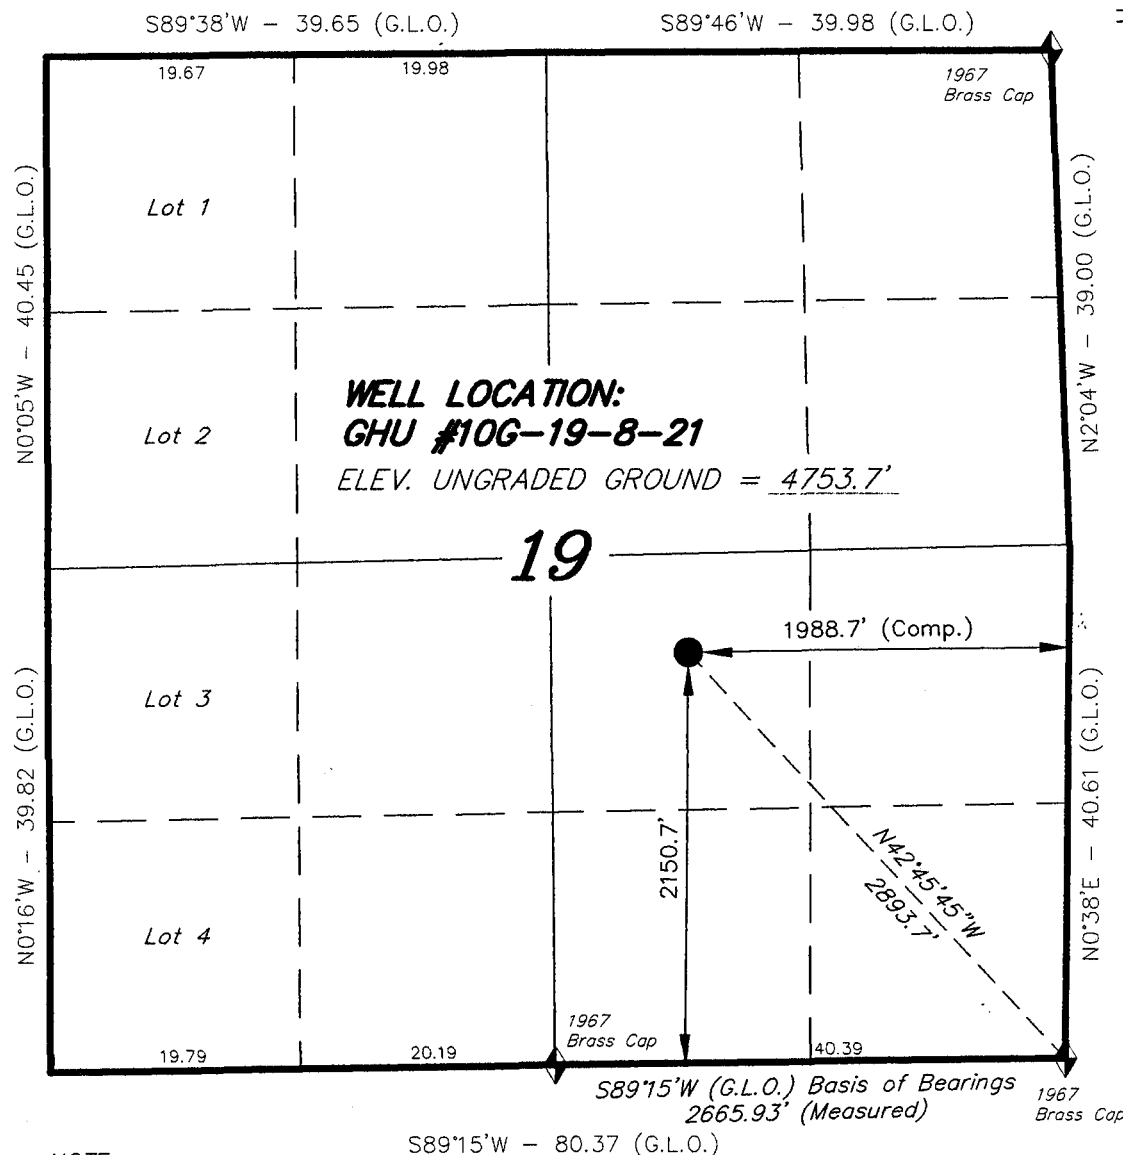 S89°38'W – 39.65 (G.L.O.)
S89°46'W – 39.98 (G.L.O.)
19.67
19.98
1967
Brass Cap
N0°05'W – 40.45 (G.L.O.)
N2°04'W – 39.00 (G.L.O.)
Lot 1
Lot 2
WELL LOCATION:
GHU #10G–19–8–21
ELEV. UNGRADED GROUND = 4753.7'
19
1988.7' (Comp.)
Lot 3
N0°16'W – 39.82 (G.L.O.)
N0°38'E – 40.61 (G.L.O.)
2150.7'
N42°45'45"W
2893.7'
Lot 4
1967
Brass Cap
19.79
20.19
40.39
S89°15'W (G.L.O.) Basis of Bearings
2665.93' (Measured)
1967
Brass Cap
S89°15'W – 80.37 (G.L.O.)